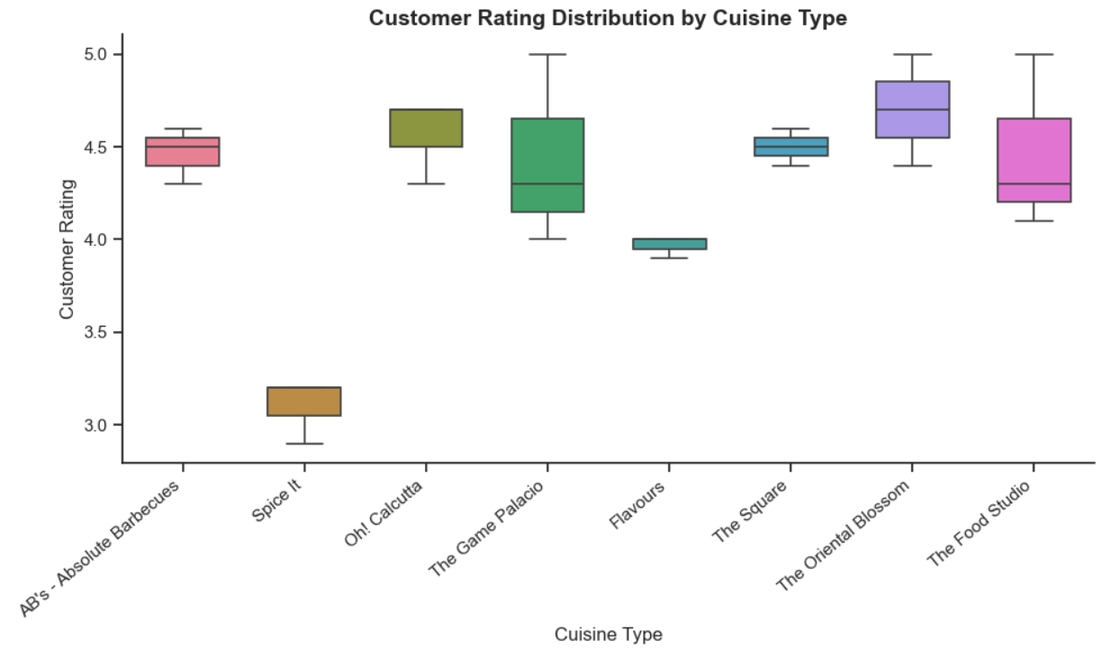 Customer Rating Distribution by Cuisine Type
Customer Rating
5.0
4.5
4.0
3.5
3.0
AB's - Absolute Barbecues
Spice It
Oh! Calcutta
The Game Palacio
Flavours
The Square
The Oriental Blossom
The Food Studio
Cuisine Type